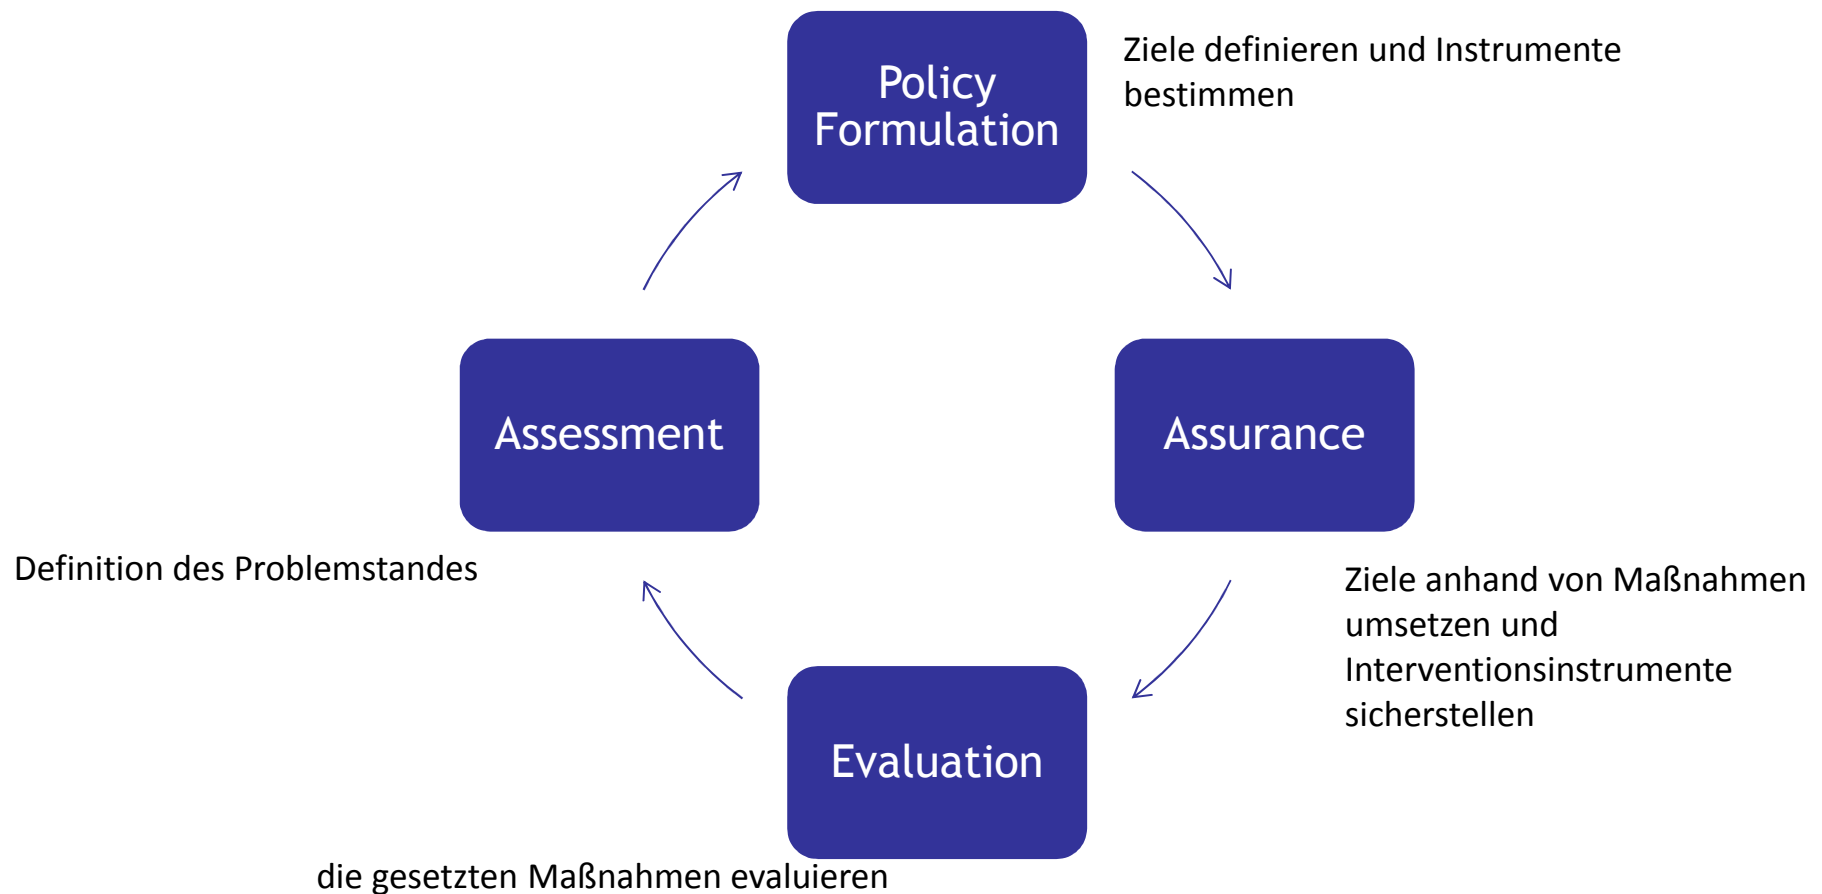 Policy
Formulation
Ziele definieren und Instrumente
bestimmen
Assessment
Assurance
Definition des Problemstandes
Ziele anhand von Maßnahmen
umsetzen und
Interventionsinstrumente
sicherstellen
Evaluation
die gesetzten Maßnahmen evaluieren